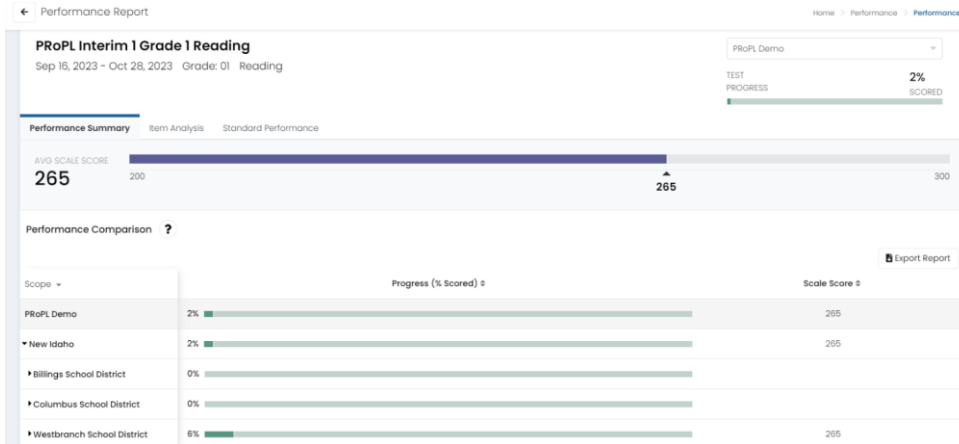 Performance Report
Home > Performance > Performance
PRoPL Interim 1 Grade 1 Reading
Sep 16, 2023 - Oct 28, 2023 Grade: 01 Reading
PRoPL Demo
TEST PROGRESS
2%
SCORED
Performance Summary Item Analysis Standard Performance
AVG SCALE SCORE
265
200
265
300
Performance Comparison ?
Export Report
Scope Progress (% Scored) Scale Score
PRoPL Demo 2% 265
New Idaho 2% 265
Billings School District 0%
Columbus School District 0%
Westbranch School District 6% 265